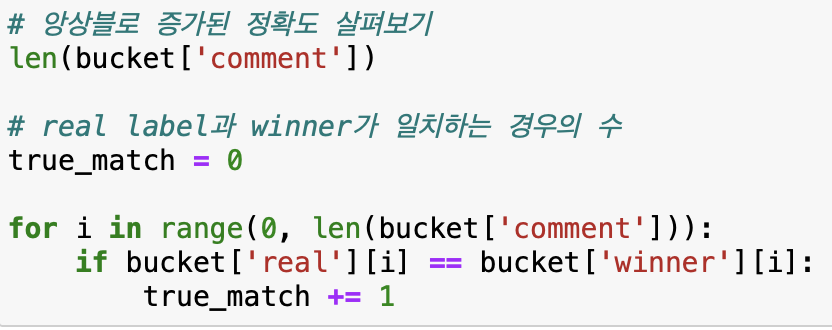 # 앙상블로 증가된 정확도 살펴보기
len(bucket['comment'])

# real label과 winner가 일치하는 경우의 수
true_match = 0

for i in range(0, len(bucket['comment'])):
    if bucket['real'][i] == bucket['winner'][i]:
        true_match += 1